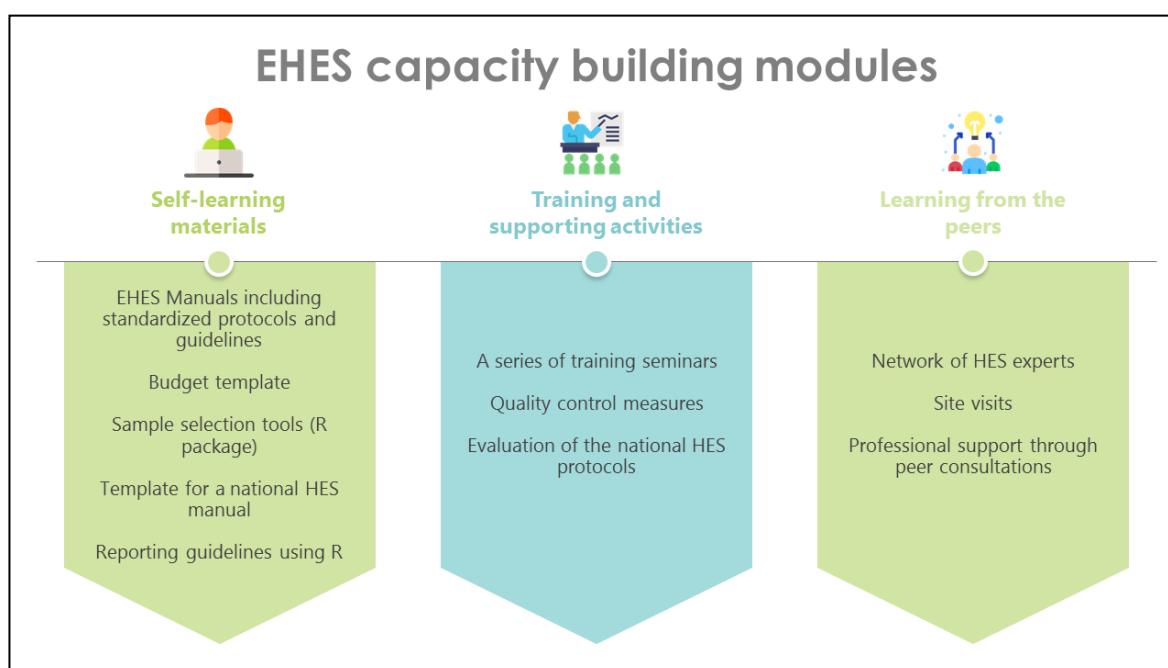 EHES capacity building modules
Self-learning
materials
EHES Manuals including
standardized protocols and
guidelines
Budget template
Sample selection tools (R
package)
Template for a national HES
manual
Reporting guidelines using R
Training and
supporting activities
A series of training seminars
Quality control measures
Evaluation of the national HES
protocols
Learning from the
peers
Network of HES experts
Site visits
Professional support through
peer consultations